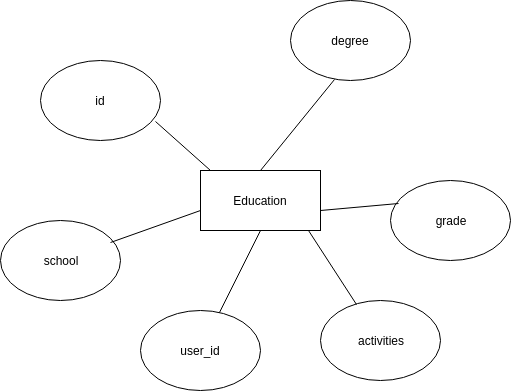 degree
id
Education
grade
school
activities
user_id